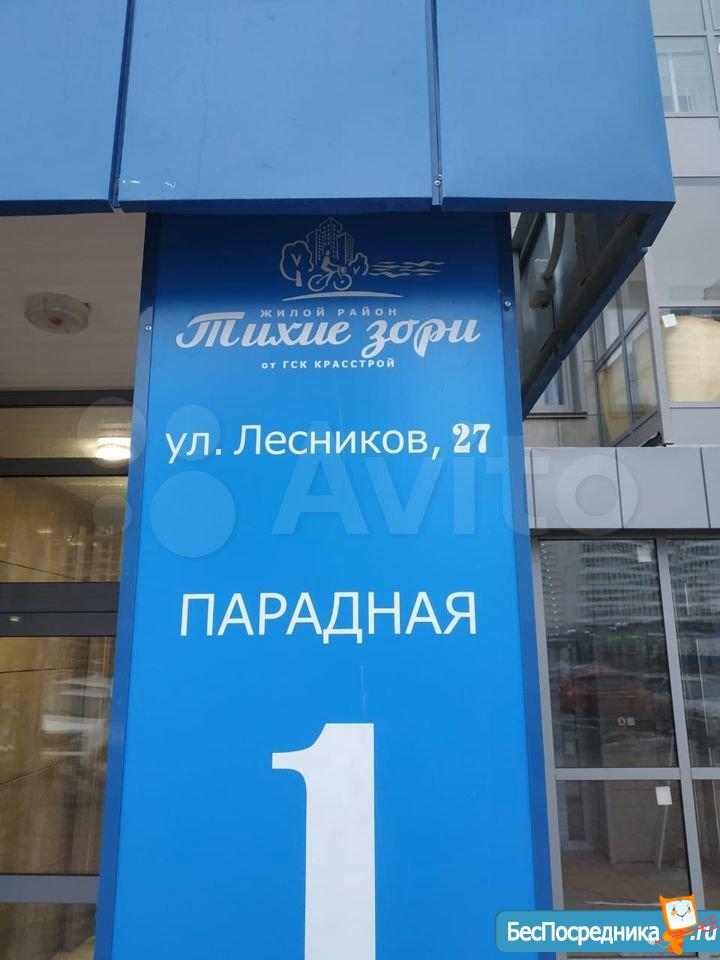 ЖИЛОЙ РАЙОН
Тихие зори
от ГСК КРАССТРОЙ
ул. Лесников, 27
Avito
ПАРАДНАЯ
1
БесПосредника.ru